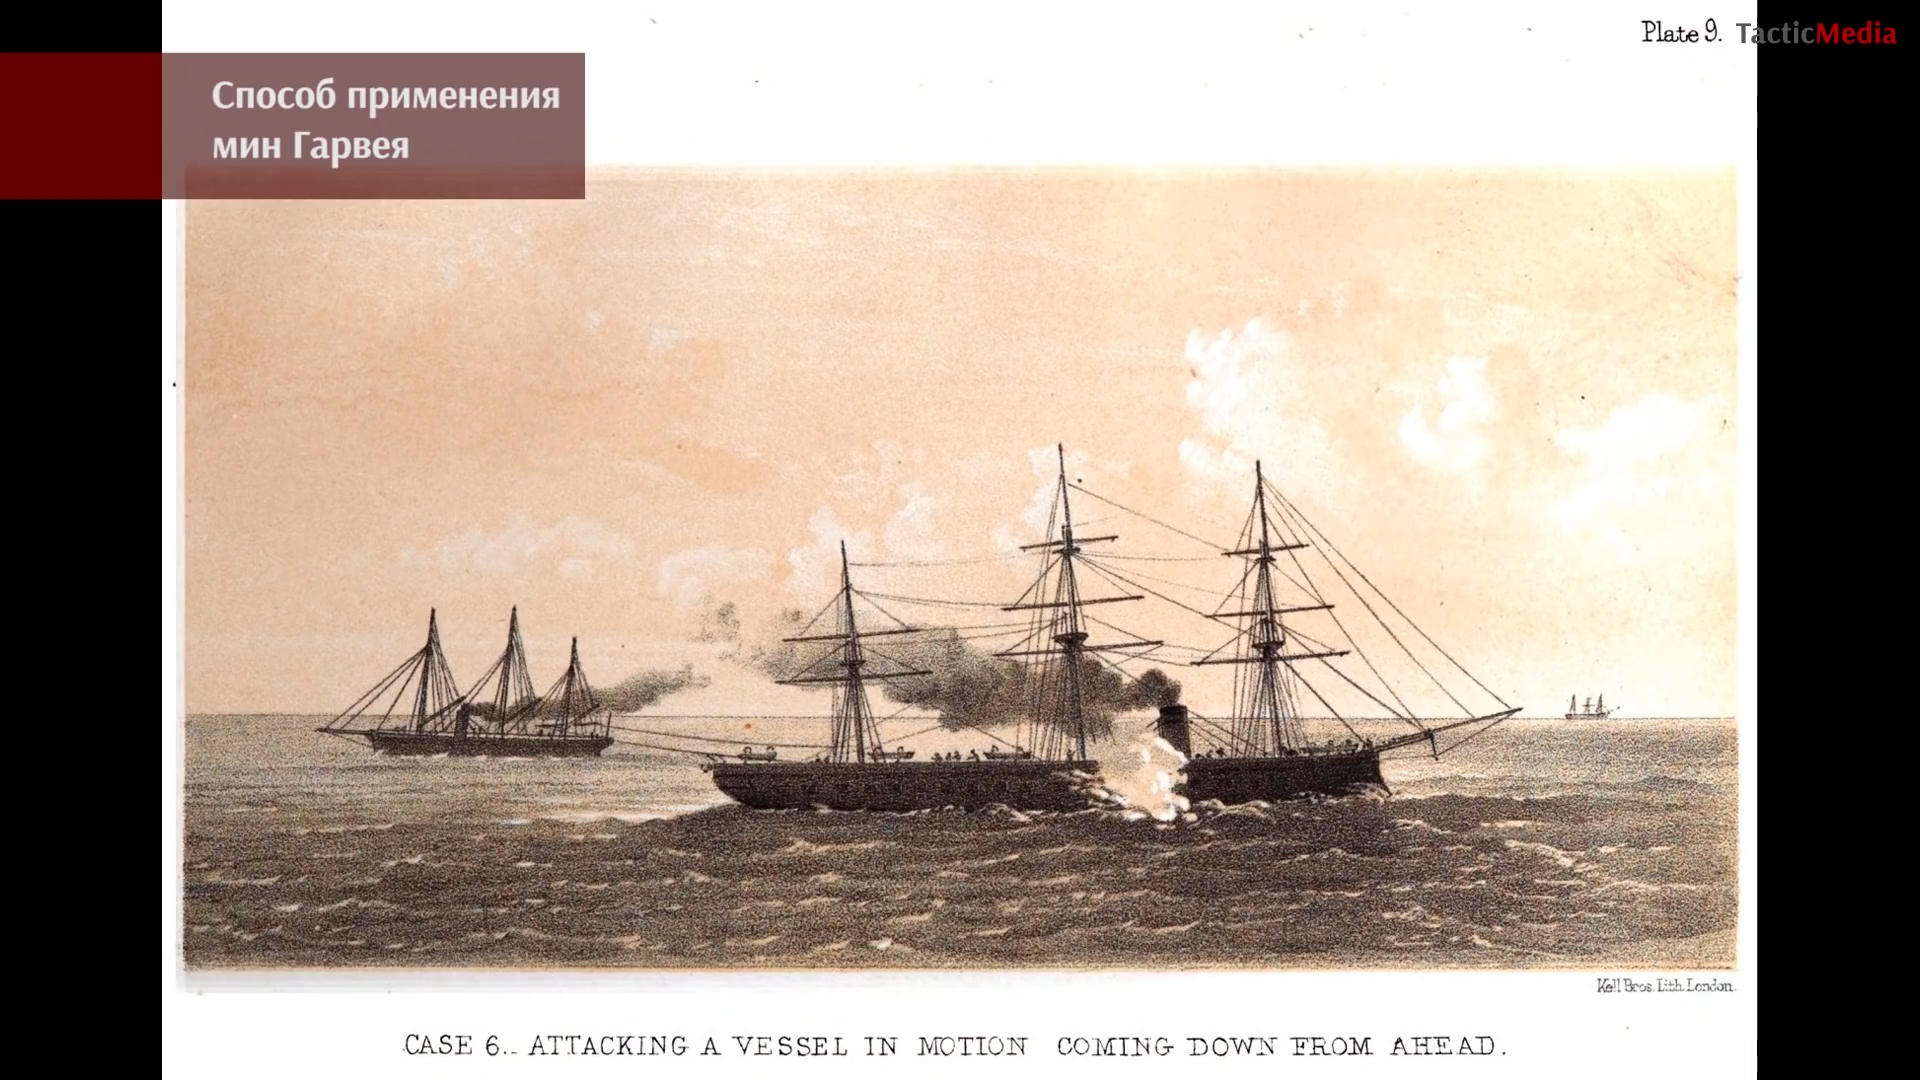 Plate 9.
TacticMedia
Способ применения
мин Гарвея
Kell Bros. Lith. London.
CASE 6.. ATTACKING A VESSEL IN MOTION COMING DOWN FROM AHEAD.